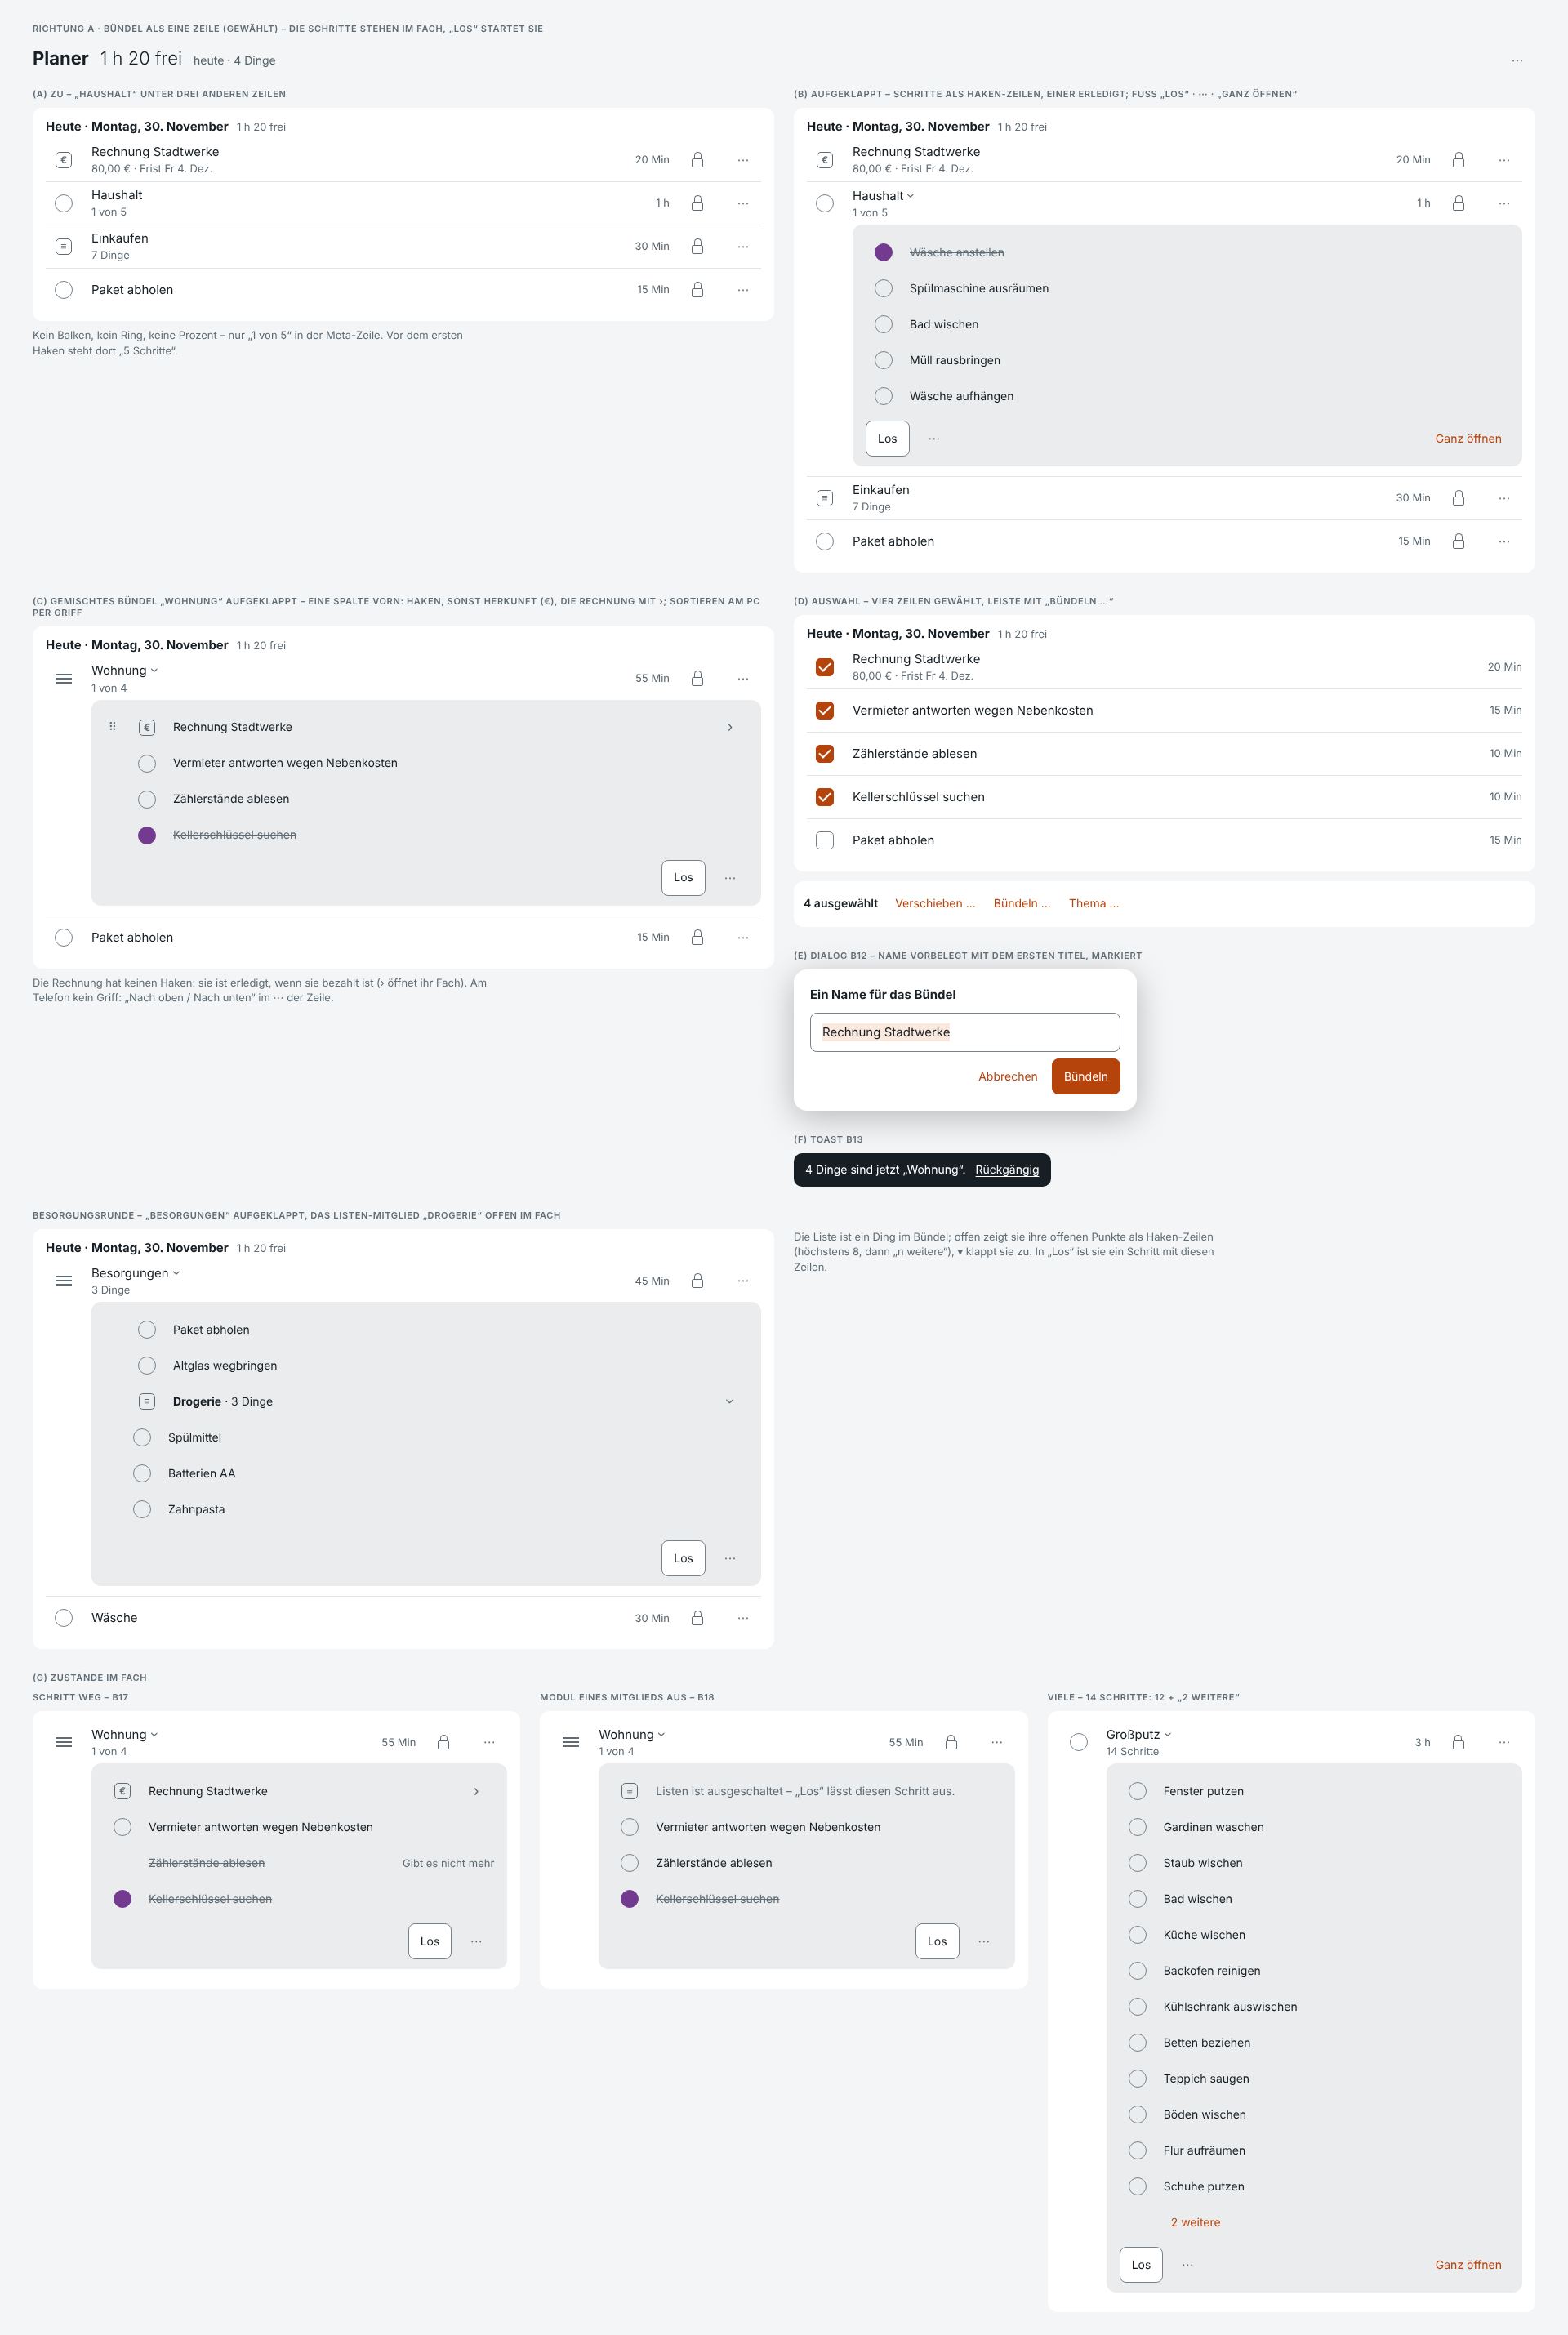 RICHTUNG A · BÜNDEL ALS EINE ZEILE (GEWÄHLT) – DIE SCHRITTE STEHEN IM FACH, „LOS“ STARTET SIE
Planer 1 h 20 frei heute · 4 Dinge ···
(A) ZU – „HAUSHALT“ UNTER DREI ANDEREN ZEILEN
Heute · Montag, 30. November 1 h 20 frei
€ Rechnung Stadtwerke 20 Min ···
80,00 € · Frist Fr 4. Dez.
Haushalt 1 h ···
1 von 5
Einkaufen 30 Min ···
7 Dinge
Paket abholen 15 Min ···
Kein Balken, kein Ring, keine Prozent – nur „1 von 5“ in der Meta-Zeile. Vor dem ersten
Haken steht dort „5 Schritte“.
(B) AUFGEKLAPPT – SCHRITTE ALS HAKEN-ZEILEN, EINER ERLEDIGT; FUSS „LOS“ · ··· · „GANZ ÖFFNEN“
Heute · Montag, 30. November 1 h 20 frei
€ Rechnung Stadtwerke 20 Min ···
80,00 € · Frist Fr 4. Dez.
Haushalt 1 h ···
1 von 5
Wäsche anstellen
Spülmaschine ausräumen
Bad wischen
Müll rausbringen
Wäsche aufhängen
Los ··· Ganz öffnen
Einkaufen 30 Min ···
7 Dinge
Paket abholen 15 Min ···
(C) GEMISCHTES BÜNDEL „WOHNUNG“ AUFGEKLAPPT – EINE SPALTE VORN: HAKEN, SONST HERKUNFT (€), DIE RECHNUNG MIT ›; SORTIEREN AM PC
PER GRIFF
Heute · Montag, 30. November 1 h 20 frei
Wohnung 55 Min ···
1 von 4
€ Rechnung Stadtwerke ›
Vermieter antworten wegen Nebenkosten
Zählerstände ablesen
Kellerschlüssel suchen
Los ···
Paket abholen 15 Min ···
Die Rechnung hat keinen Haken: sie ist erledigt, wenn sie bezahlt ist (› öffnet ihr Fach). Am
Telefon kein Griff: „Nach oben / Nach unten“ im ··· der Zeile.
(D) AUSWAHL – VIER ZEILEN GEWÄHLT, LEISTE MIT „BÜNDELN …“
Heute · Montag, 30. November 1 h 20 frei
Rechnung Stadtwerke 20 Min
80,00 € · Frist Fr 4. Dez.
Vermieter antworten wegen Nebenkosten 15 Min
Zählerstände ablesen 10 Min
Kellerschlüssel suchen 10 Min
Paket abholen 15 Min
4 ausgewählt Verschieben … Bündeln … Thema …
(E) DIALOG B12 – NAME VORBELEGT MIT DEM ERSTEN TITEL, MARKIERT
Ein Name für das Bündel
Rechnung Stadtwerke
Abbrechen Bündeln
(F) TOAST B13
4 Dinge sind jetzt „Wohnung“. Rückgängig
BESORGUNGSRUNDE – „BESORGUNGEN“ AUFGEKLAPPT, DAS LISTEN-MITGLIED „DROGERIE“ OFFEN IM FACH
Heute · Montag, 30. November 1 h 20 frei
Besorgungen 45 Min ···
3 Dinge
Paket abholen
Altglas wegbringen
Drogerie · 3 Dinge
Spülmittel
Batterien AA
Zahnpasta
Los ···
Wäsche 30 Min ···
Die Liste ist ein Ding im Bündel; offen zeigt sie ihre offenen Punkte als Haken-Zeilen
(höchstens 8, dann „n weitere“), ▾ klappt sie zu. In „Los“ ist sie ein Schritt mit diesen
Zeilen.
(G) ZUSTÄNDE IM FACH
SCHRITT WEG – B17
Wohnung 55 Min ···
1 von 4
€ Rechnung Stadtwerke ›
Vermieter antworten wegen Nebenkosten
Zählerstände ablesen Gibt es nicht mehr
Kellerschlüssel suchen
Los ···
MODUL EINES MITGLIEDS AUS – B18
Wohnung 55 Min ···
1 von 4
Listen ist ausgeschaltet – „Los“ lässt diesen Schritt aus.
Vermieter antworten wegen Nebenkosten
Zählerstände ablesen
Kellerschlüssel suchen
Los ···
VIELE – 14 SCHRITTE: 12 + „2 WEITERE“
Großputz 3 h ···
14 Schritte
Fenster putzen
Gardinen waschen
Staub wischen
Bad wischen
Küche wischen
Backofen reinigen
Kühlschrank auswischen
Betten beziehen
Teppich saugen
Böden wischen
Flur aufräumen
Schuhe putzen
2 weitere
Los ··· Ganz öffnen